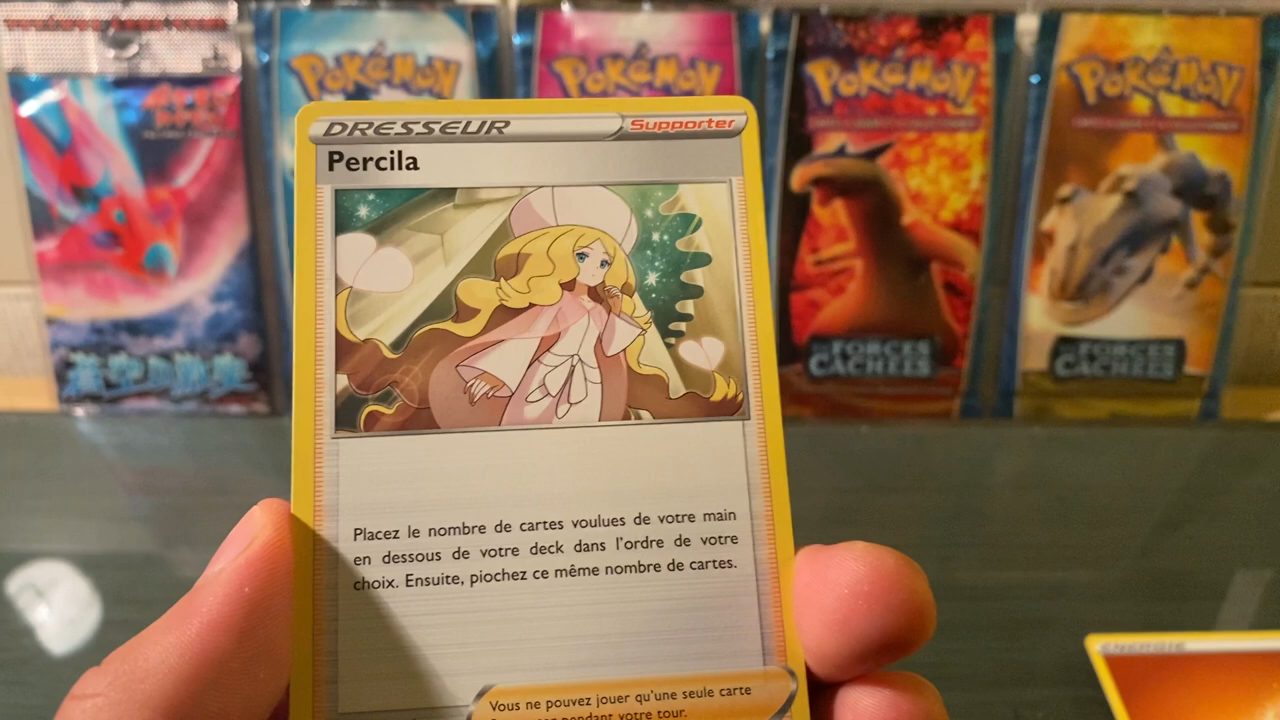 POKéMON
POKéMON
POKéMON
POKéMON
DRESSEUR
Supporter
Percila
FORCES
CACHÉES
FORCES
CACHÉES
Placez le nombre de cartes voulues de votre main
en dessous de votre deck dans l'ordre de votre
choix. Ensuite, piochez ce même nombre de cartes.
ÉNERGIE
Vous ne pouvez jouer qu'une seule carte
pendant votre tour.